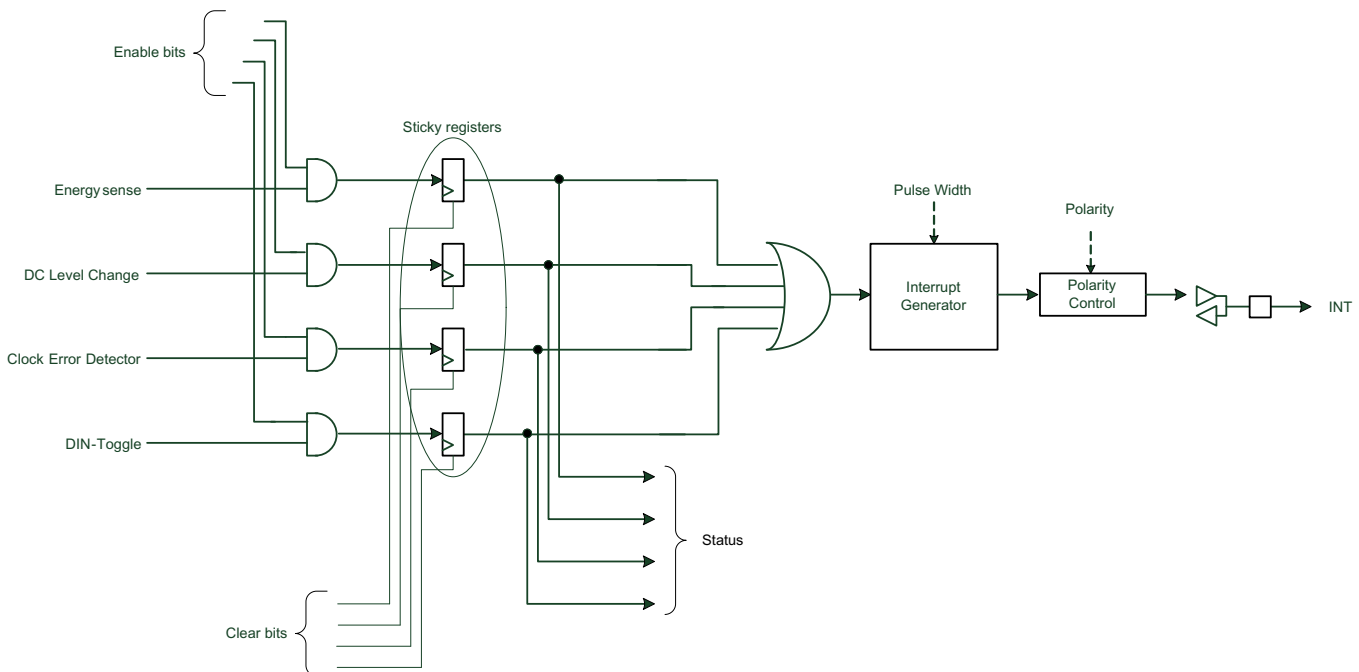 Enable bits
Sticky registers
Energy sense
Pulse Width
Polarity
DC Level Change
Interrupt
Generator
Polarity
Control
INT
Clock Error Detector
DIN-Toggle
Status
Clear bits